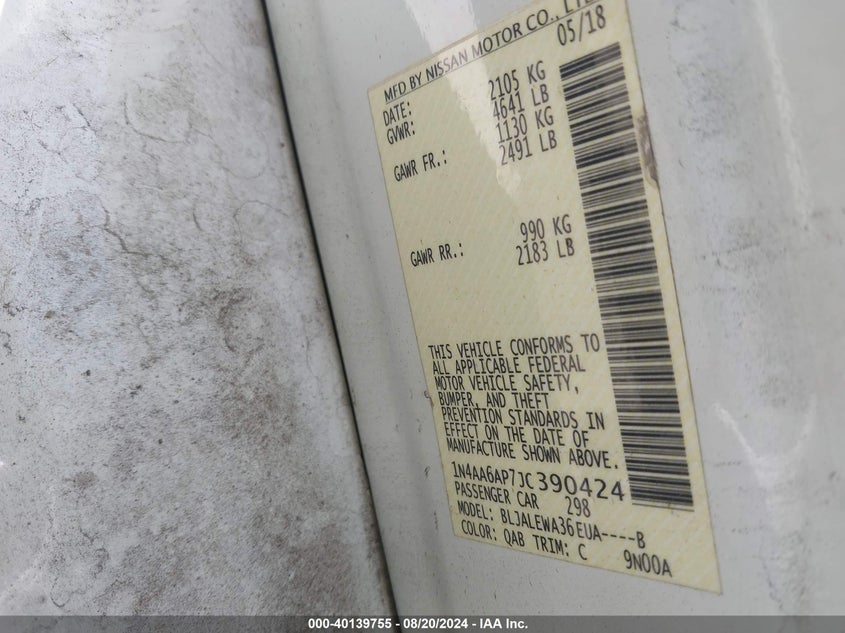 MFD BY NISSAN MOTOR CO., LTD
DATE: 05/18
GVWR: 2105 KG
4641 LB
GAWR FR.: 1130 KG
2491 LB
GAWR RR.: 990 KG
2183 LB
THIS VEHICLE CONFORMS TO
ALL APPLICABLE FEDERAL
MOTOR VEHICLE SAFETY,
BUMPER, AND THEFT
PREVENTION STANDARDS IN
EFFECT ON THE DATE OF
MANUFACTURE SHOWN ABOVE.
1N4AA6AP7JC390424
PASSENGER CAR 298
MODEL: BLJALEWA36EUA----B
COLOR: QAB TRIM: C 9N00A
000-40139755 - 08/20/2024 - IAA Inc.